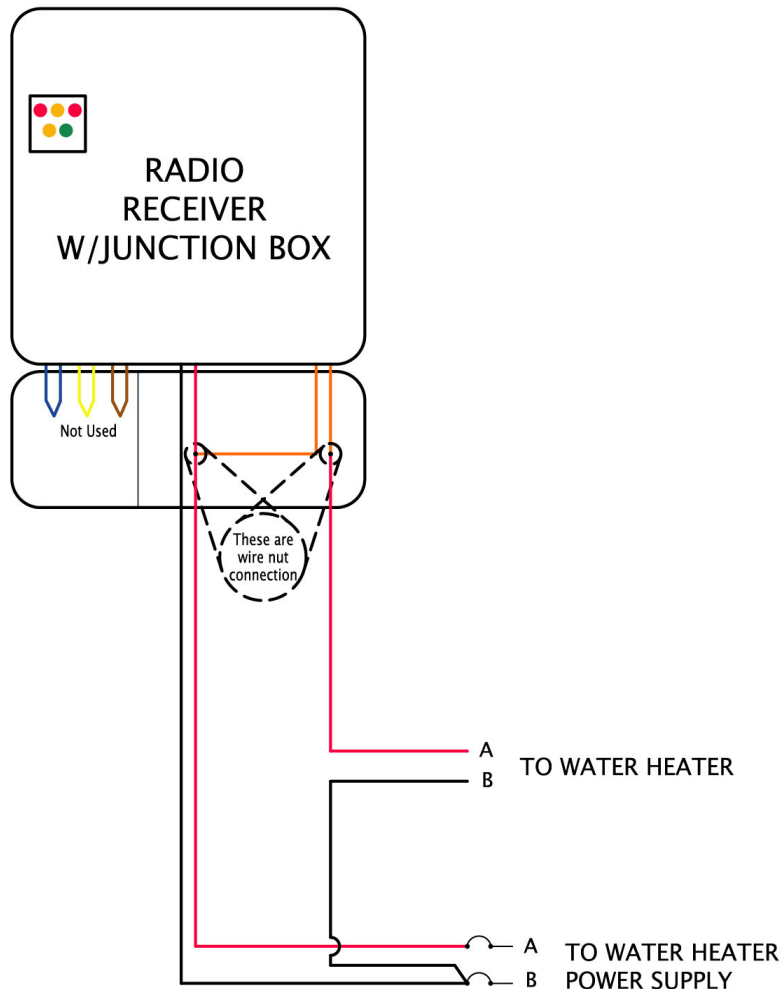 RADIO
RECEIVER
W/JUNCTION BOX
Not Used
These are
wire nut
connection
A
TO WATER HEATER
B
A
TO WATER HEATER
B
POWER SUPPLY